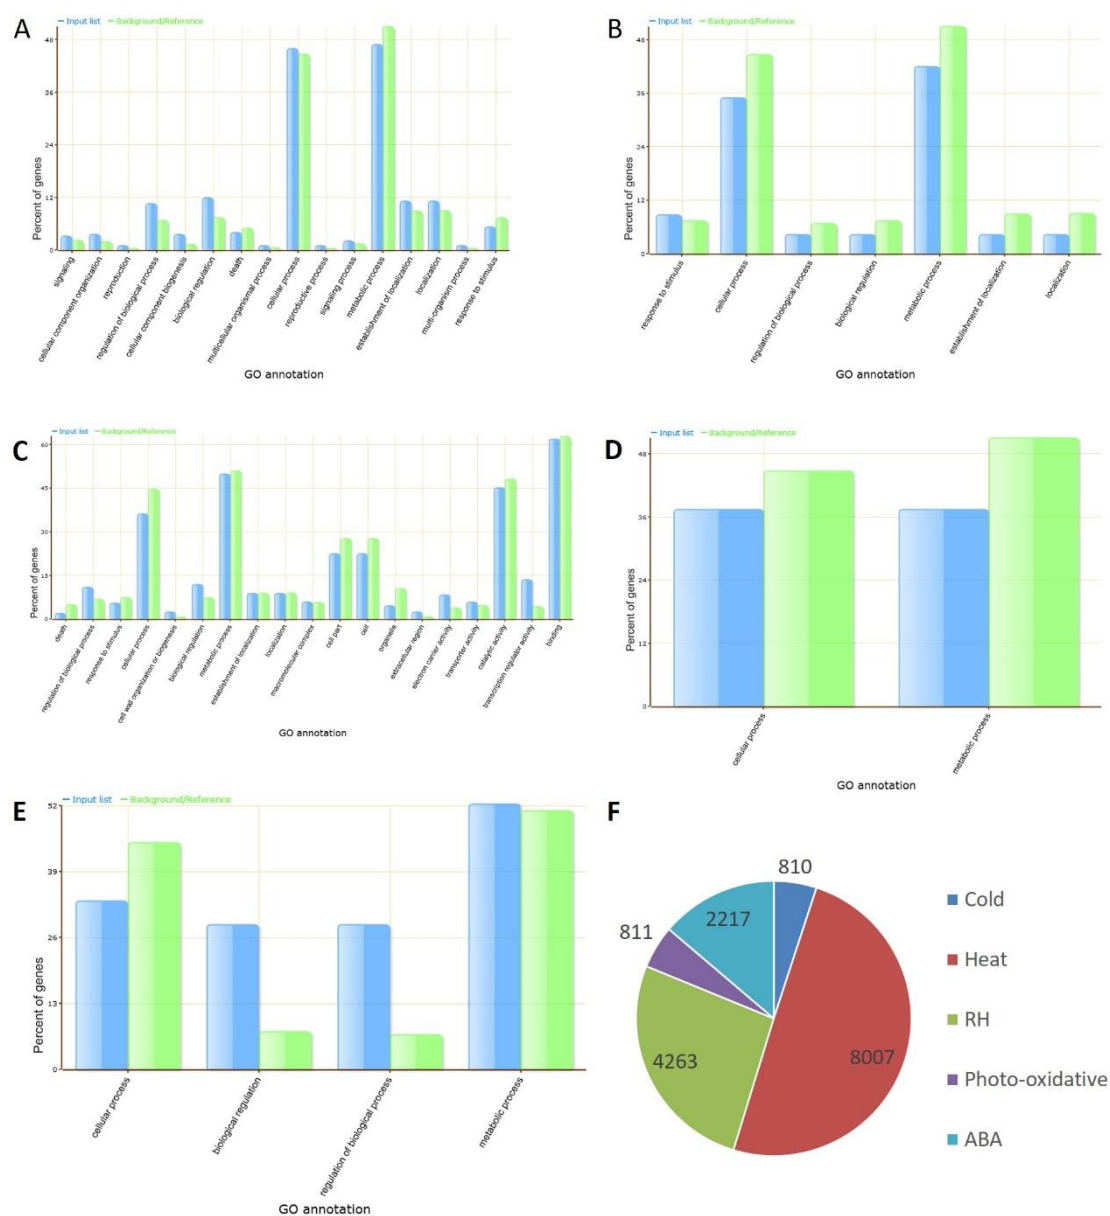 A
Input list Background/Reference
48
36
24
12
0
Percent of genes
signaling
cellular component organization
reproduction
regulation of biological process
cellular component biogenesis
biological regulation
death
multicellular organismal process
cellular process
reproductive process
signaling process
metabolic process
establishment of localization
localization
multi-organism process
response to stimulus
GO annotation
B
Input list Background/Reference
48
36
24
12
0
Percent of genes
response to stimulus
cellular process
regulation of biological process
biological regulation
metabolic process
establishment of localization
localization
GO annotation
C
Input list Background/Reference
60
45
30
15
0
Percent of genes
death
regulation of biological process
response to stimulus
cellular process
cell wall organization or biogenesis
biological regulation
metabolic process
establishment of localization
localization
macromolecular complex
cell part
cell
organelle
extracellular region
electron carrier activity
transporter activity
catalytic activity
transcription regulator activity
binding
GO annotation
D
Input list Background/Reference
48
36
24
12
0
Percent of genes
cellular process
metabolic process
GO annotation
E
Input list Background/Reference
52
39
26
13
0
Percent of genes
cellular process
biological regulation
regulation of biological process
metabolic process
GO annotation
F
810
2217
811
4263
8007
Cold
Heat
RH
Photo-oxidative
ABA